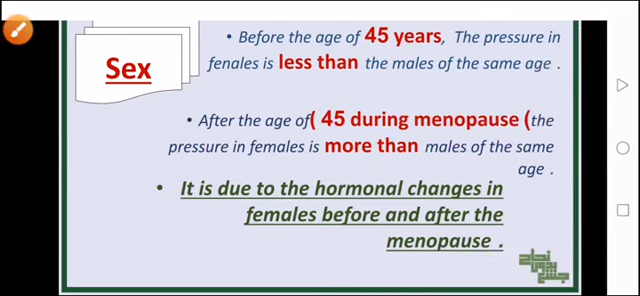 Sex
• Before the age of 45 years, The pressure in
fenales is less than the males of the same age .
• After the age of( 45 during menopause (the
pressure in females is more than males of the same
age .
• It is due to the hormonal changes in
females before and after the
menopause .